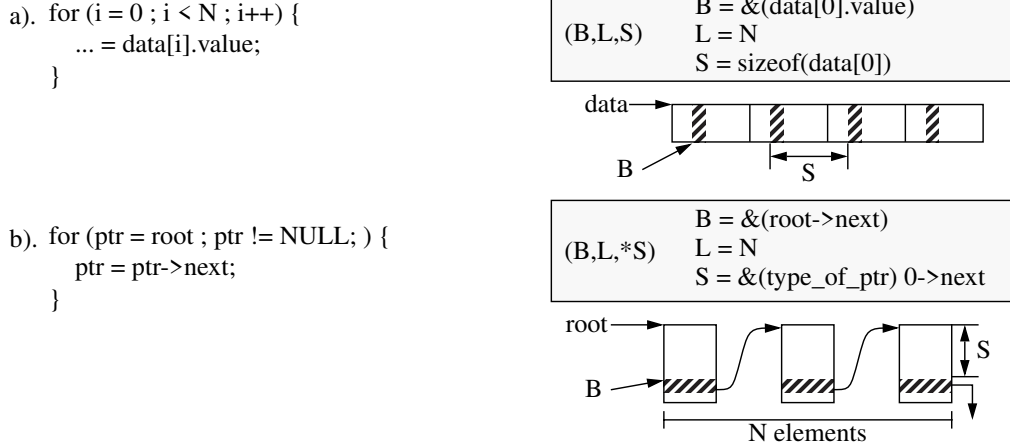 a). for (i = 0 ; i < N ; i++) {
... = data[i].value;
}
B = &(data[0].value)
(B,L,S) L = N
S = sizeof(data[0])
data
B
S
b). for (ptr = root ; ptr != NULL; ) {
ptr = ptr->next;
}
B = &(root->next)
(B,L,*S) L = N
S = &(type_of_ptr) 0->next
root
S
B
N elements